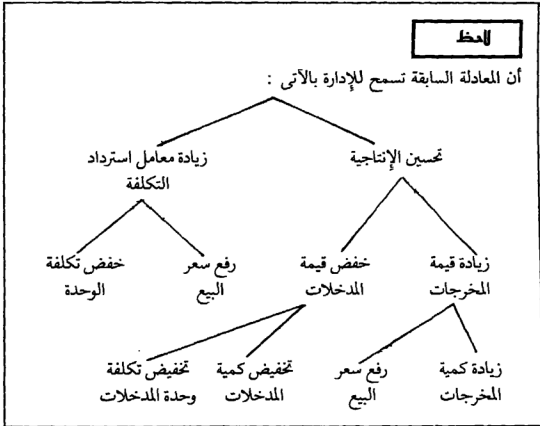 لاحظ
أن المعادلة السابقة تسمح للإدارة بالآتى :
تحسين الإنتاجية
زيادة معامل استرداد
التكلفة
زيادة قيمة
المخرجات
خفض قيمة
المدخلات
رفع سعر
البيع
خفض تكلفة
الوحدة
زيادة كمية
المخرجات
رفع سعر
البيع
تخفيض كمية
المدخلات
تخفيض تكلفة
وحدة المدخلات